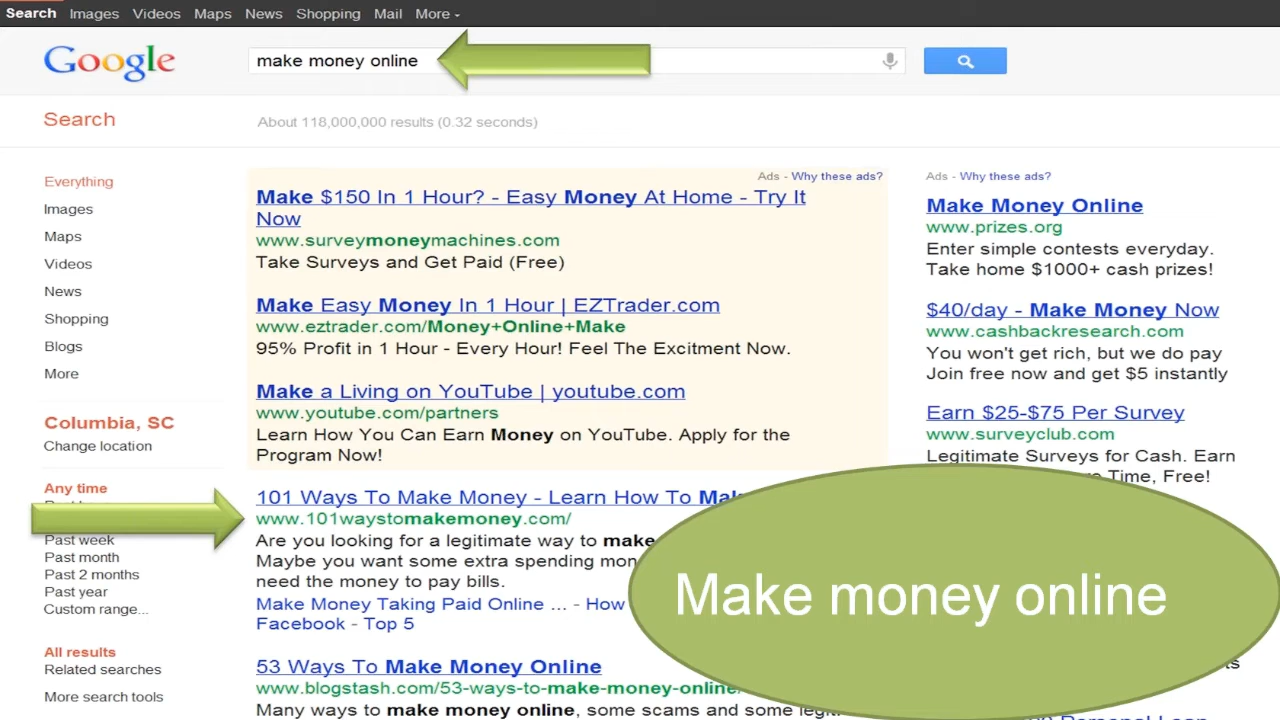 Search Images Videos Maps News Shopping Mail More
Google
make money online
Search
About 118,000,000 results (0.32 seconds)
Everything
Images
Maps
Videos
News
Shopping
Blogs
More
Columbia, SC
Change location
Any time
Past week
Past month
Past 2 months
Past year
Custom range...
All results
Related searches
More search tools
Ads - Why these ads?
Make $150 In 1 Hour? - Easy Money At Home - Try It
Now
www.surveymoneymachines.com
Take Surveys and Get Paid (Free)
Make Easy Money In 1 Hour | EZTrader.com
www.eztrader.com/Money+Online+Make
95% Profit in 1 Hour - Every Hour! Feel The Excitment Now.
Make a Living on YouTube | youtube.com
www.youtube.com/partners
Learn How You Can Earn Money on YouTube. Apply for the
Program Now!
101 Ways To Make Money - Learn How To
www.101waystomakemoney.com/
Are you looking for a legitimate way to make
Maybe you want some extra spending
need the money to pay bills.
Make Money Taking Paid Online ... - How
Facebook - Top 5
53 Ways To Make Money Online
www.blogstash.com/53-ways-to-make-money-online
Many ways to make money online, some scams and some
Ads - Why these ads?
Make Money Online
www.prizes.org
Enter simple contests everyday.
Take home $1000+ cash prizes!
$40/day - Make Money Now
www.cashbackresearch.com
You won't get rich, but we do pay
Join free now and get $5 instantly
Earn $25-$75 Per Survey
www.surveyclub.com
Legitimate Surveys for Cash. Earn
Time, Free!
Make money online